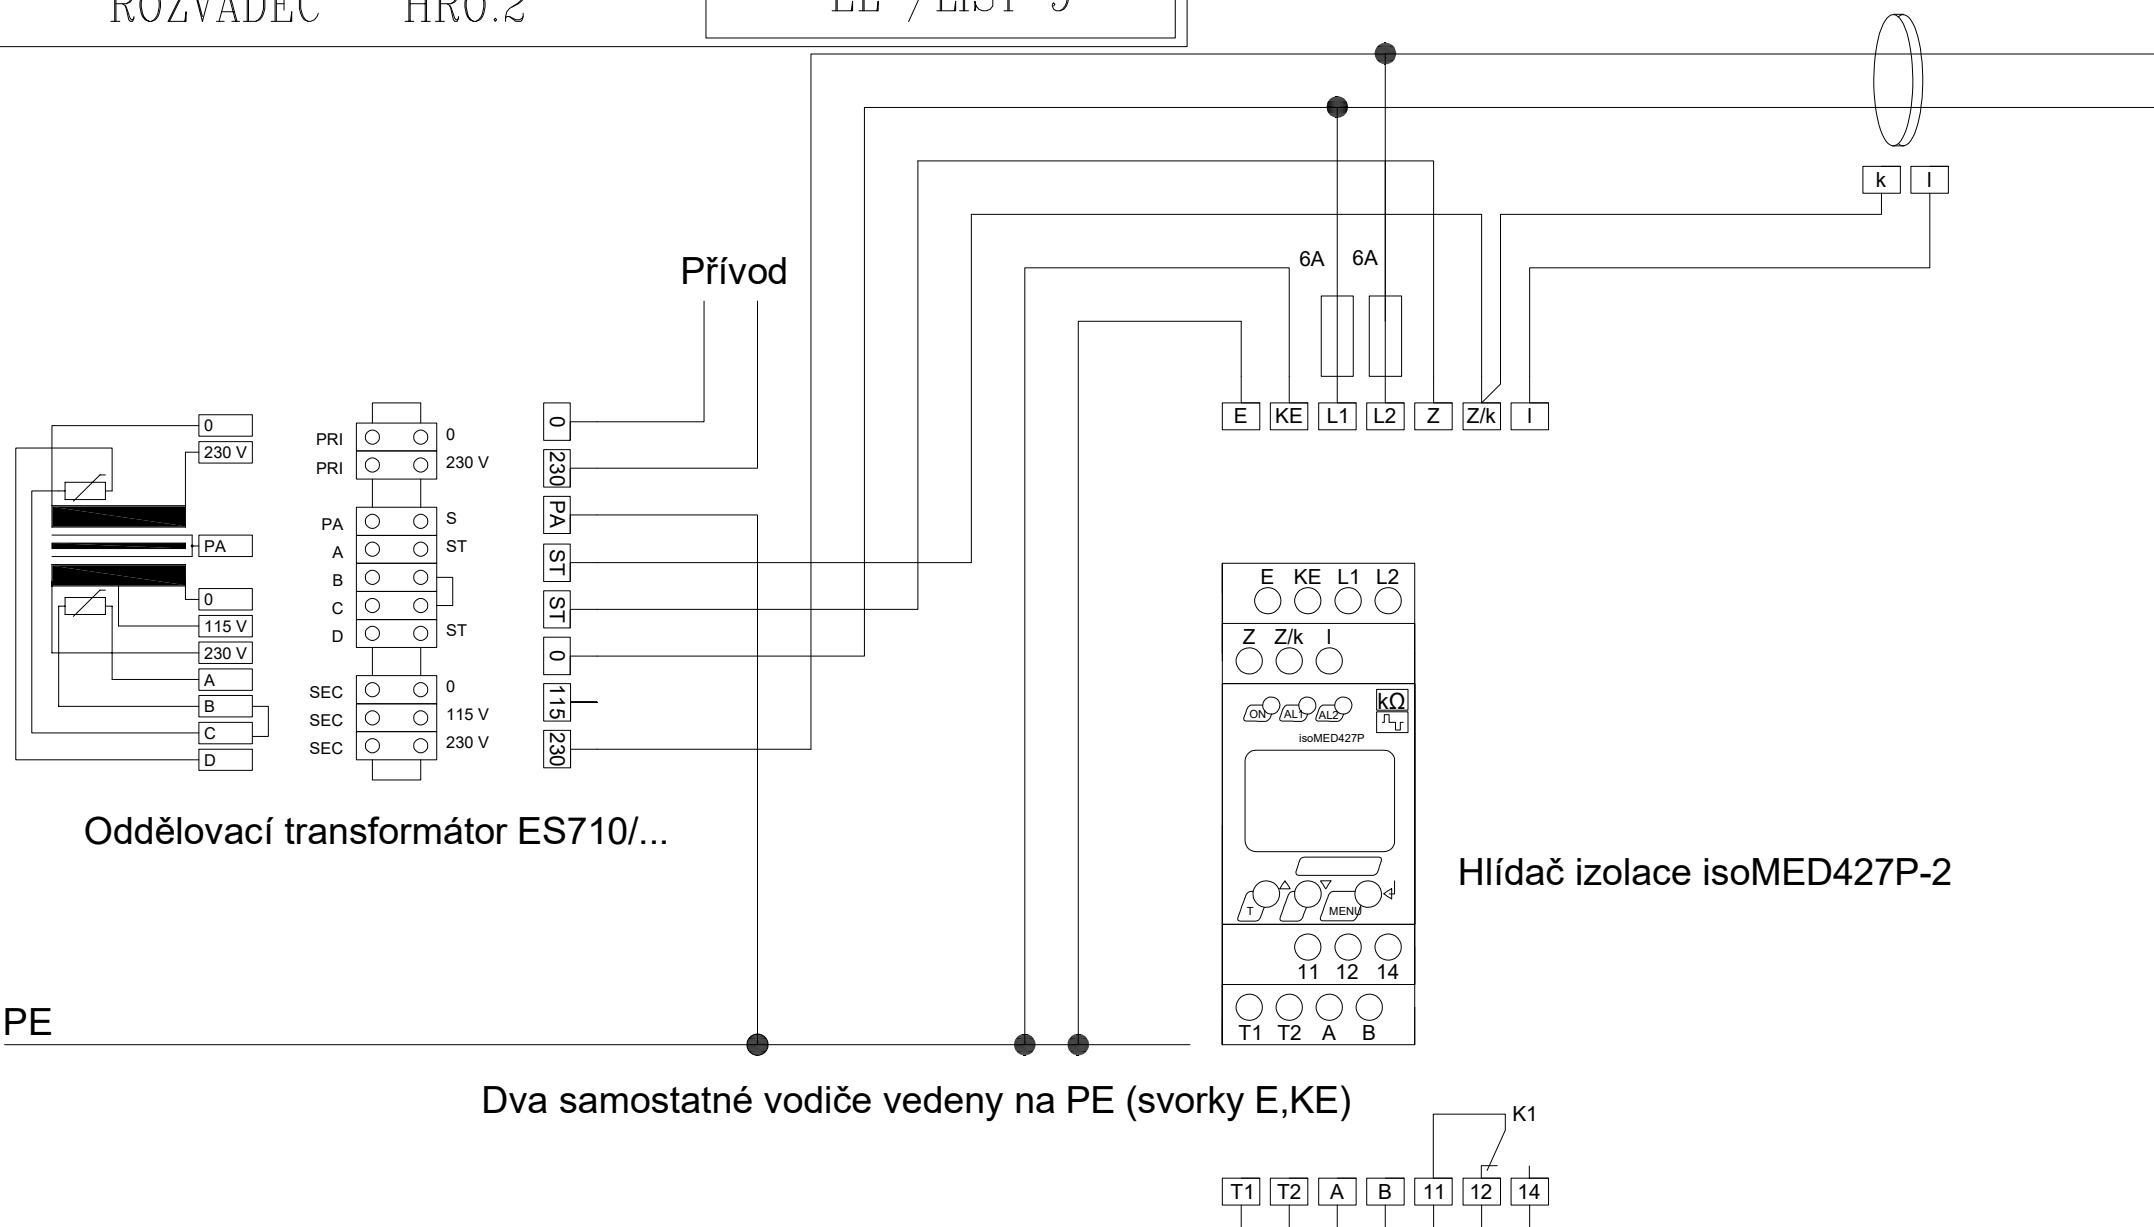 ROZVADEC HRO.2
/LIST
k l
Přívod
6A 6A
E KE L1 L2 Z Z/k l
0
230 V
PA
0
115 V
230 V
A
B
C
D
PRI 0
PRI 230 V
PA S
A ST
B
C
D ST
SEC 0
SEC 115 V
SEC 230 V
0
230
PA
ST
ST
0
115
230
Oddělovací transformátor ES710/...
E KE L1 L2
Z Z/k l
ON AL1 AL2 kΩ
isoMED427P
T MENU
11 12 14
T1 T2 A B
Hlídač izolace isoMED427P-2
PE
Dva samostatné vodiče vedeny na PE (svorky E,KE)
K1
T1 T2 A B 11 12 14